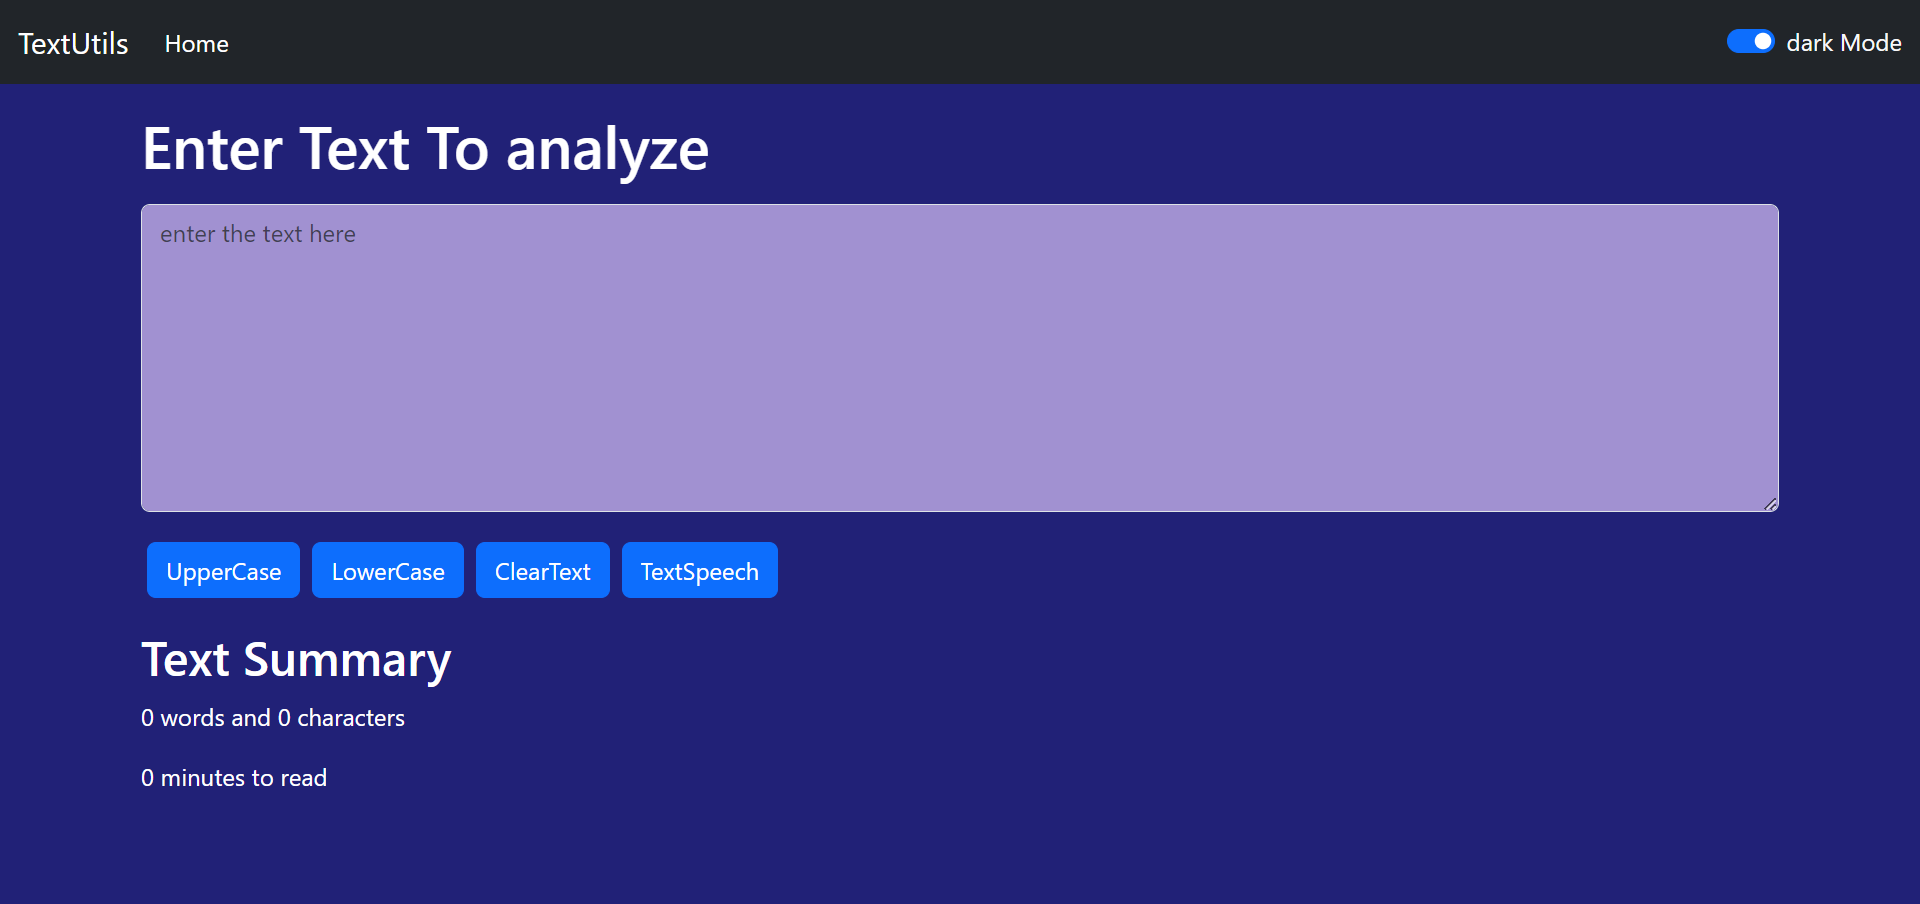 TextUtils Home dark Mode
Enter Text To analyze
enter the text here
UpperCase LowerCase ClearText TextSpeech
Text Summary
0 words and 0 characters
0 minutes to read